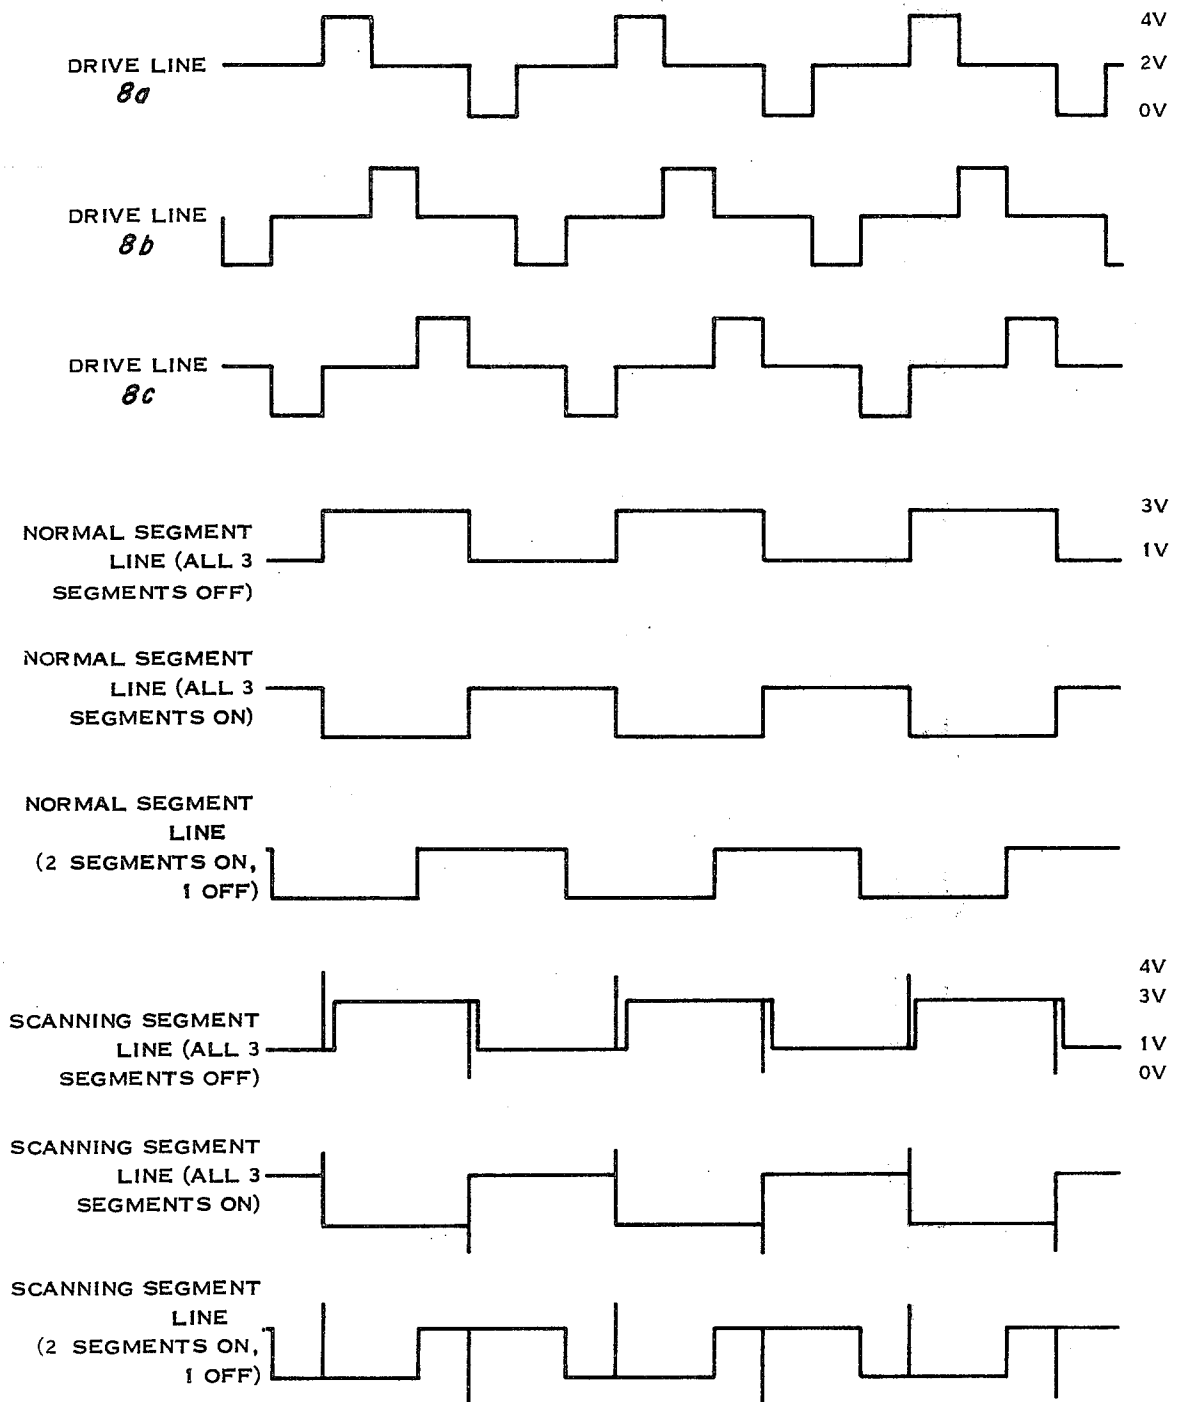 4V
DRIVE LINE
8a
2V
0V
DRIVE LINE
8b
DRIVE LINE
8c
3V
NORMAL SEGMENT
LINE (ALL 3
SEGMENTS OFF)
1V
NORMAL SEGMENT
LINE (ALL 3
SEGMENTS ON)
NORMAL SEGMENT
LINE
(2 SEGMENTS ON,
1 OFF)
4V
3V
SCANNING SEGMENT
LINE (ALL 3
SEGMENTS OFF)
1V
0V
SCANNING SEGMENT
LINE (ALL 3
SEGMENTS ON)
SCANNING SEGMENT
LINE
(2 SEGMENTS ON,
1 OFF)